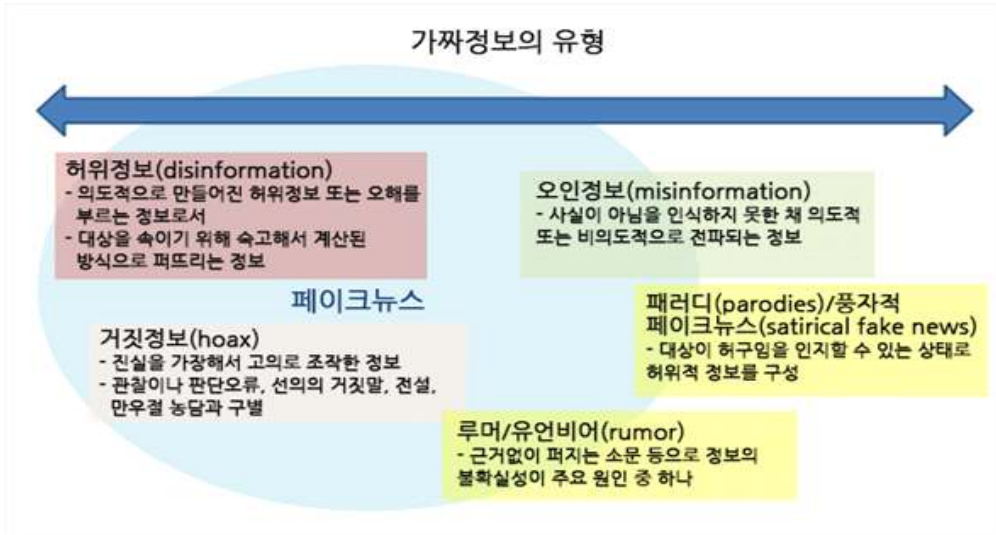 가짜정보의 유형
허위정보(disinformation)
- 의도적으로 만들어진 허위정보 또는 오해를
부르는 정보로서
- 대상을 속이기 위해 숙고해서 계산된
방식으로 퍼뜨리는 정보
오인정보(misinformation)
- 사실이 아님을 인식하지 못한 채 의도적
또는 비의도적으로 전파되는 정보
페이크뉴스
패러디(parodies)/풍자적
페이크뉴스(satirical fake news)
- 대상이 허구임을 인지할 수 있는 상태로
허위적 정보를 구성
거짓정보(hoax)
- 진실을 가장해서 고의로 조작한 정보
- 관찰이나 판단오류, 선의의 거짓말, 전설,
만우절 농담과 구별
루머/유언비어(rumor)
- 근거없이 퍼지는 소문 등으로 정보의
불확실성이 주요 원인 중 하나